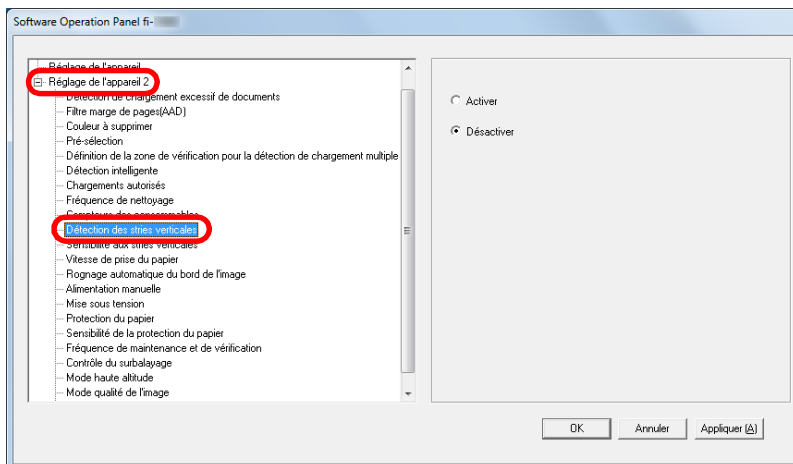 Software Operation Panel fi-
Réglage de l'appareil
Réglage de l'appareil 2
Détection de chargement excessif de documents
Filtre marge de pages(AAD)
Couleur à supprimer
Pré-sélection
Définition de la zone de vérification pour la détection de chargement multiple
Détection intelligente
Chargements autorisés
Fréquence de nettoyage
Compteurs des consommables
Détection des stries verticales
Sensibilité aux stries verticales
Vitesse de prise du papier
Rognage automatique du bord de l'image
Alimentation manuelle
Mise sous tension
Protection du papier
Sensibilité de la protection du papier
Fréquence de maintenance et de vérification
Contrôle du surbalayage
Mode haute altitude
Mode qualité de l'image
Activer
Désactiver
OK
Annuler
Appliquer (A)